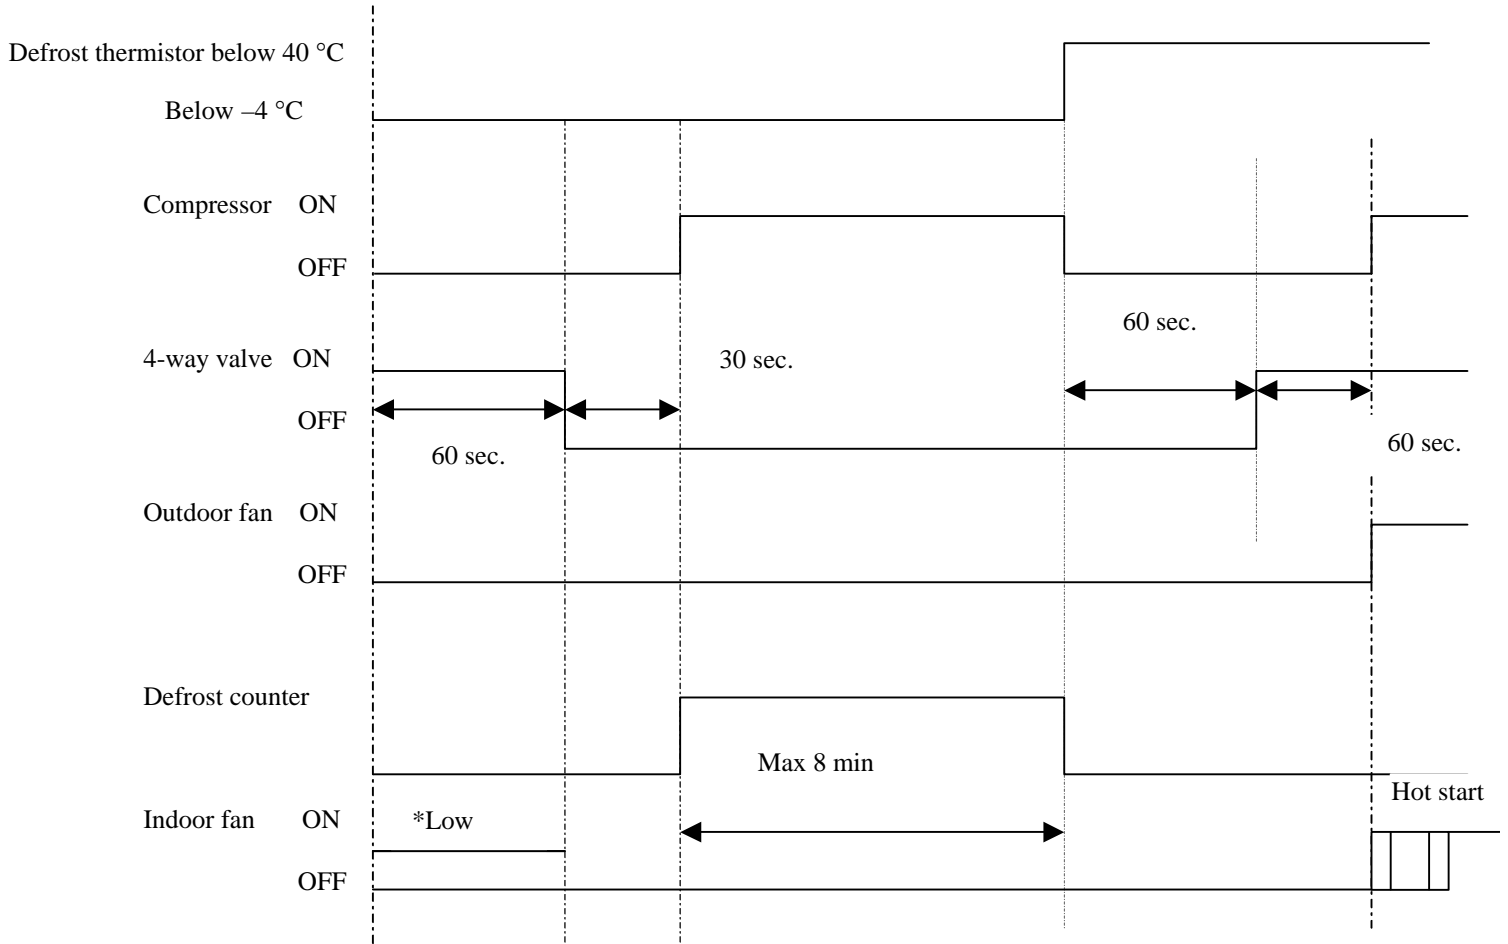 Defrost thermistor below 40 °C
Below –4 °C
Compressor ON
OFF
60 sec.
4-way valve ON
30 sec.
OFF
60 sec.
60 sec.
Outdoor fan ON
OFF
Defrost counter
Max 8 min
Hot start
Indoor fan ON
*Low
OFF